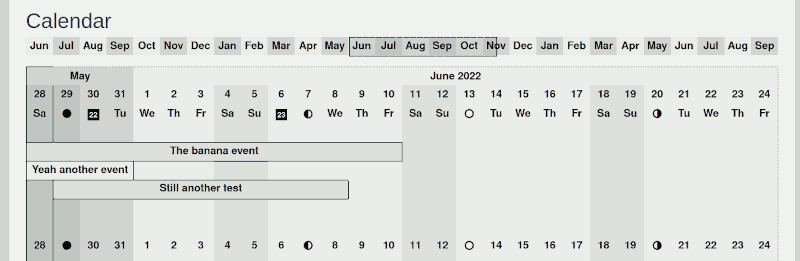 Calendar
Jun Jul Aug Sep Oct Nov Dec Jan Feb Mar Apr May Jun Jul Aug Sep Oct Nov Dec Jan Feb Mar Apr May Jun Jul Aug Sep
May June 2022
28 29 30 31 1 2 3 4 5 6 7 8 9 10 11 12 13 14 15 16 17 18 19 20 21 22 23 24
Sa 22 Tu We Th Fr Sa Su 23 We Th Fr Sa Su Tu We Th Fr Sa Su Tu We Th Fr
The banana event
Yeah another event
Still another test
28 30 31 1 2 3 4 5 6 8 9 10 11 12 14 15 16 17 18 19 21 22 23 24